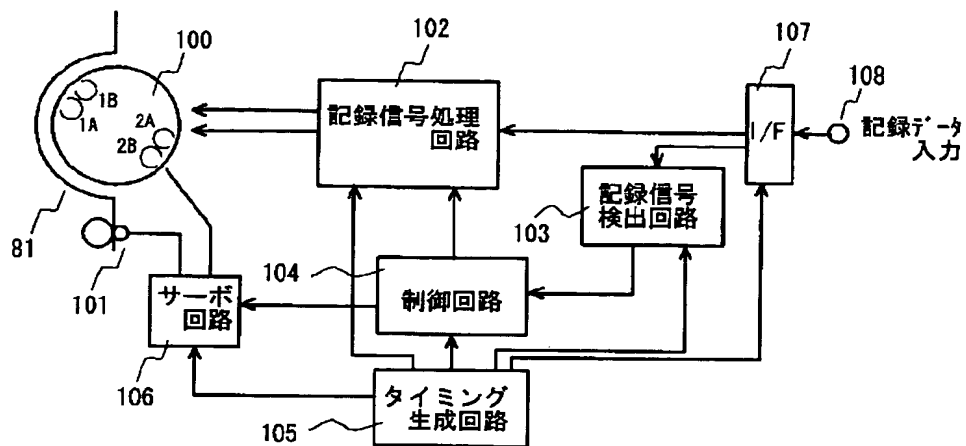 100
102
107
108
1B
1A
2A
2B
記録信号処理
回路
I/F
記録データ
入力
103
記録信号
検出回路
81
101
104
制御回路
サーボ
回路
106
タイミング
生成回路
105